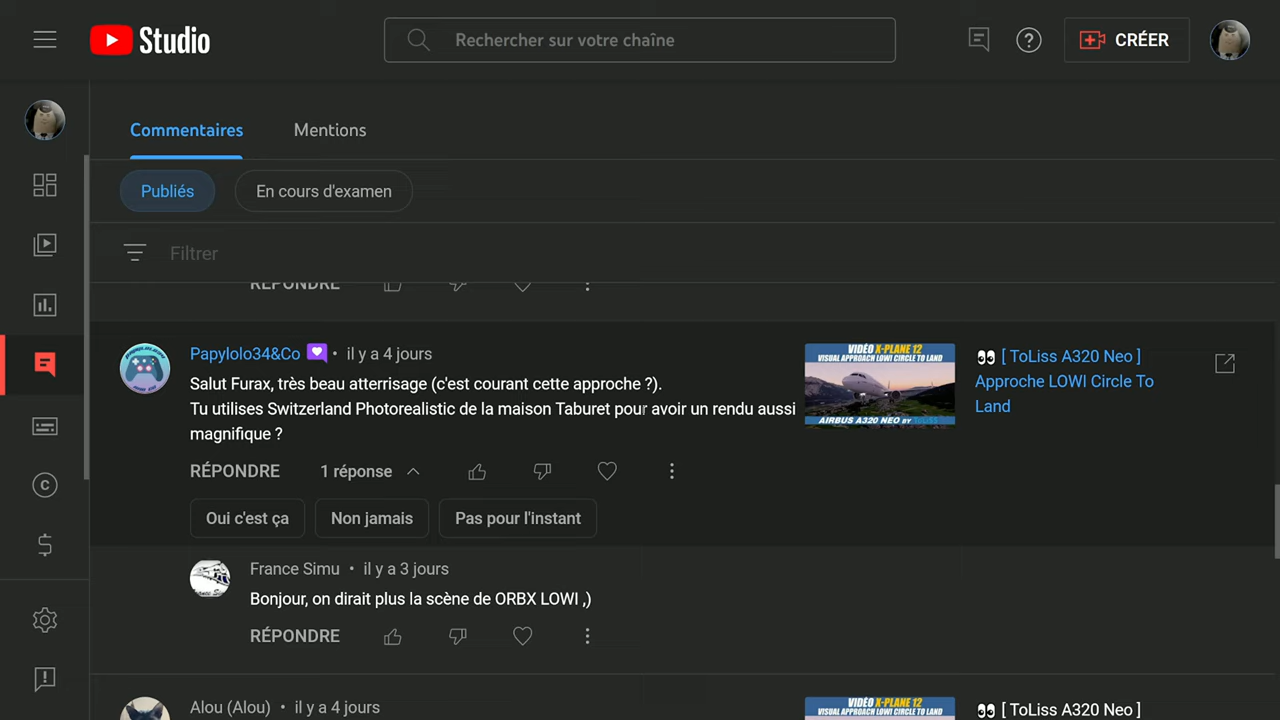 Studio
Rechercher sur votre chaîne
CRÉER
Commentaires
Mentions
Publiés
En cours d'examen
Filtrer
RÉPONDRE
Papylolo34&Co • il y a 4 jours
Salut Furax, très beau atterrisage (c'est courant cette approche ?).
Tu utilises Switzerland Photorealistic de la maison Taburet pour avoir un rendu aussi
magnifique ?
RÉPONDRE
1 réponse
Oui c'est ça
Non jamais
Pas pour l'instant
VIDÉO X-PLANE 12
VISUAL APPROACH LOWI CIRCLE TO LAND
AIRBUS A320 NEO BY TOLISS
👀 [ ToLiss A320 Neo ]
Approche LOWI Circle To
Land
France Simu • il y a 3 jours
Bonjour, on dirait plus la scène de ORBX LOWI ,)
RÉPONDRE
Alou (Alou) • il y a 4 jours
VIDÉO X-PLANE 12
VISUAL APPROACH LOWI CIRCLE TO LAND
👀 [ ToLiss A320 Neo ]